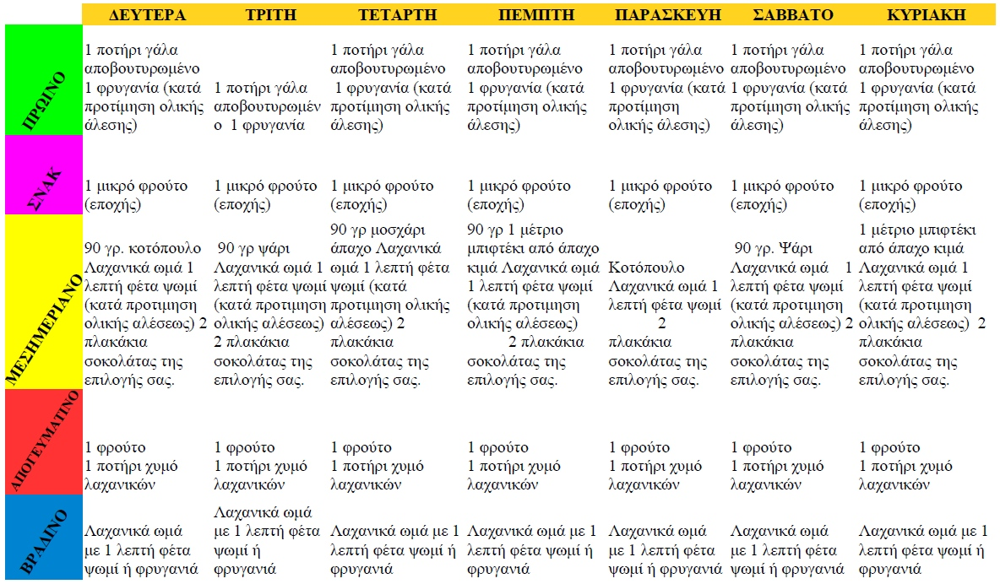 ΔΕΥΤΕΡΑ ΤΡΙΤΗ ΤΕΤΑΡΤΗ ΠΕΜΠΤΗ ΠΑΡΑΣΚΕΥΗ ΣΑΒΒΑΤΟ ΚΥΡΙΑΚΗ
ΠΡΩΙΝΟ
1 ποτήρι γάλα
αποβουτυρωμένο
1 φρυγανία (κατά
προτίμηση ολικής
άλεσης)
1 ποτήρι γάλα
αποβουτυρωμέν
ο 1 φρυγανία
1 ποτήρι γάλα
αποβουτυρωμένο
1 φρυγανία (κατά
προτίμηση ολικής
άλεσης)
1 ποτήρι γάλα
αποβουτυρωμένο
1 φρυγανία (κατά
προτίμηση ολικής
άλεσης)
1 ποτήρι γάλα
αποβουτυρωμένο
1 φρυγανία (κατά
προτίμηση
ολικής άλεσης)
1 ποτήρι γάλα
αποβουτυρωμένο
1 φρυγανία (κατά
προτίμηση ολικής
άλεσης)
1 ποτήρι γάλα
αποβουτυρωμένο
1 φρυγανία (κατά
προτίμηση ολικής
άλεσης)
ΣΝΑΚ
1 μικρό φρούτο
(εποχής)
1 μικρό φρούτο
(εποχής)
1 μικρό φρούτο
(εποχής)
1 μικρό φρούτο
(εποχής)
1 μικρό φρούτο
(εποχής)
1 μικρό φρούτο
(εποχής)
1 μικρό φρούτο
(εποχής)
ΜΕΣΗΜΕΡΙΑΝΟ
90 γρ. κοτόπουλο
Λαχανικά ωμά 1
λεπτή φέτα ψωμί
(κατά προτιμηση
ολικής αλέσεως) 2
πλακάκια
σοκολάτας της
επιλογής σας.
90 γρ ψάρι
Λαχανικά ωμά 1
λεπτή φέτα ψωμί
(κατά προτιμηση
ολικής αλέσεως)
2 πλακάκια
σοκολάτας της
επιλογής σας.
90 γρ μοσχάρι
άπαχο Λαχανικά
ωμά 1 λεπτή φέτα
ψωμί (κατά
προτιμηση ολικής
αλέσεως) 2
πλακάκια
σοκολάτας της
επιλογής σας.
90 γρ 1 μέτριο
μπιφτέκι από άπαχο
κιμά Λαχανικά ωμά
1 λεπτή φέτα ψωμί
(κατά προτιμηση
ολικής αλέσεως)
2 πλακάκια
σοκολάτας της
επιλογής σας.
Κοτόπουλο
Λαχανικά ωμά 1
λεπτή φέτα ψωμί
2
πλακάκια
σοκολάτας της
επιλογής σας.
90 γρ. Ψάρι
Λαχανικά ωμά 1
λεπτή φέτα ψωμί
(κατά προτιμηση
ολικής αλέσεως) 2
πλακάκια
σοκολάτας της
επιλογής σας.
1 μέτριο μπιφτέκι
από άπαχο κιμά
Λαχανικά ωμά 1
λεπτή φέτα ψωμί
(κατά προτιμηση
ολικής αλέσεως) 2
πλακάκια
σοκολάτας της
επιλογής σας.
ΑΠΟΓΕΥΜΑΤΙΝΟ
1 φρούτο
1 ποτήρι χυμό
λαχανικών
1 φρούτο
1 ποτήρι χυμό
λαχανικών
1 φρούτο
1 ποτήρι χυμό
λαχανικών
1 φρούτο
1 ποτήρι χυμό
λαχανικών
1 φρούτο
1 ποτήρι χυμό
λαχανικών
1 φρούτο
1 ποτήρι χυμό
λαχανικών
1 φρούτο
1 ποτήρι χυμό
λαχανικών
ΒΡΑΔΙΝΟ
Λαχανικά ωμά
με 1 λεπτή φέτα
ψωμί ή φρυγανιά
Λαχανικά ωμά
με 1 λεπτή φέτα
ψωμί ή
φρυγανιά
Λαχανικά ωμά με 1
λεπτή φέτα ψωμί ή
φρυγανιά
Λαχανικά ωμά με 1
λεπτή φέτα ψωμί ή
φρυγανιά
Λαχανικά ωμά
με 1 λεπτή φέτα
ψωμί ή φρυγανιά
Λαχανικά ωμά
με 1 λεπτή φέτα
ψωμί ή φρυγανιά
Λαχανικά ωμά με 1
λεπτή φέτα ψωμί ή
φρυγανιά